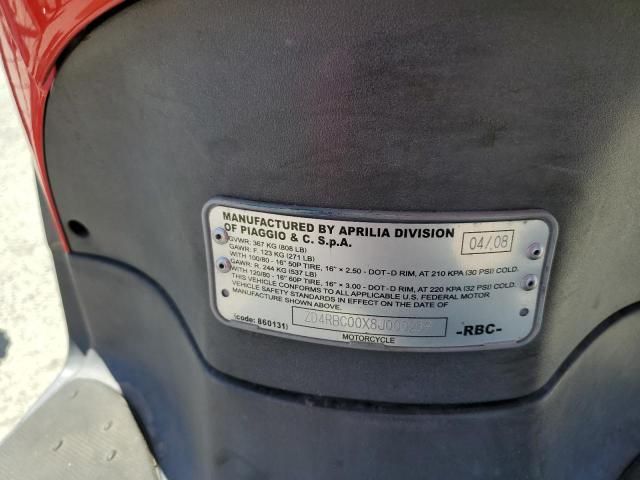 MANUFACTURED BY APRILIA DIVISION
OF PIAGGIO & C. S.p.A.
04/08
GVWR: 367 KG (808 LB)
GAWR: F. 123 KG (271 LB)
WITH 100/80 - 16" 50P TIRE, 16" × 2.50 - DOT - D RIM, AT 210 KPA (30 PSI) COLD.
GAWR: R. 244 KG (537 LB)
WITH 120/80 - 16" 60P TIRE, 16" × 3.00 - DOT - D RIM, AT 220 KPA (32 PSI) COLD.
THIS VEHICLE CONFORMS TO ALL APPLICABLE U.S. FEDERAL MOTOR
VEHICLE SAFETY STANDARDS IN EFFECT ON THE DATE OF
MANUFACTURE SHOWN ABOVE
(code: 860131)
-RBC-
MOTORCYCLE